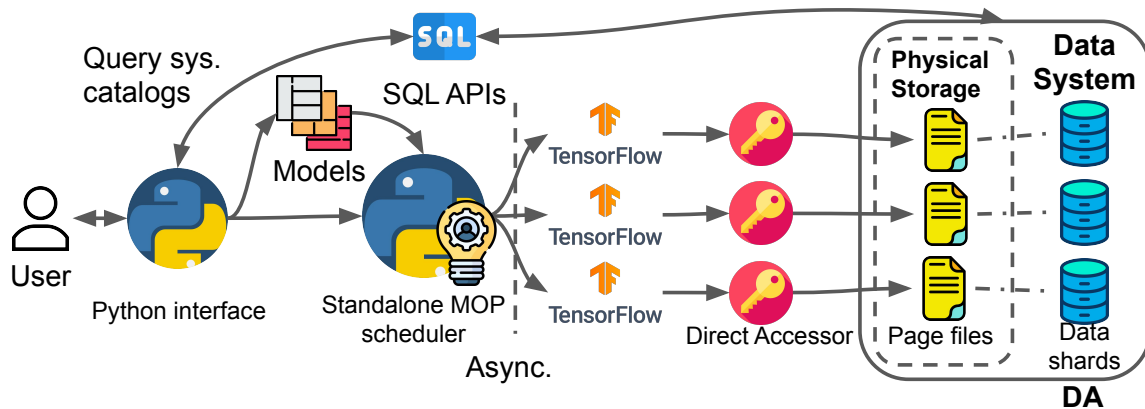 Query sys.
catalogs
SQL
SQL APIs
Models
Physical
Storage
Data
System
TensorFlow
TensorFlow
TensorFlow
User
Python interface
Standalone MOP
scheduler
Async.
Direct Accessor
Page files
Data
shards
DA